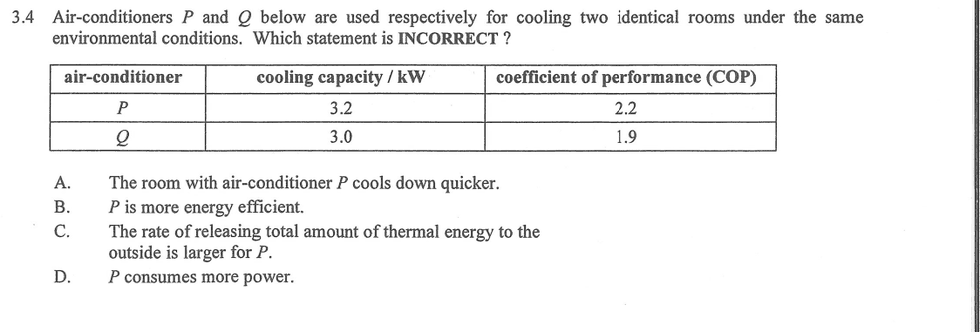 3.4 Air-conditioners P and Q below are used respectively for cooling two identical rooms under the same
environmental conditions. Which statement is INCORRECT ?
air-conditioner cooling capacity / kW coefficient of performance (COP)
P 3.2 2.2
Q 3.0 1.9
A. The room with air-conditioner P cools down quicker.
B. P is more energy efficient.
C. The rate of releasing total amount of thermal energy to the
outside is larger for P.
D. P consumes more power.